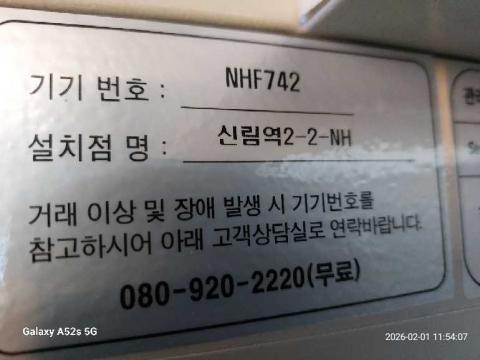 기기 번호 : NHF742
설치점 명 : 신림역2-2-NH
거래 이상 및 장애 발생 시 기기번호를
참고하시어 아래 고객상담실로 연락바랍니다.
080-920-2220(무료)
관리
Galaxy A52s 5G
2026-02-01 11:54:07